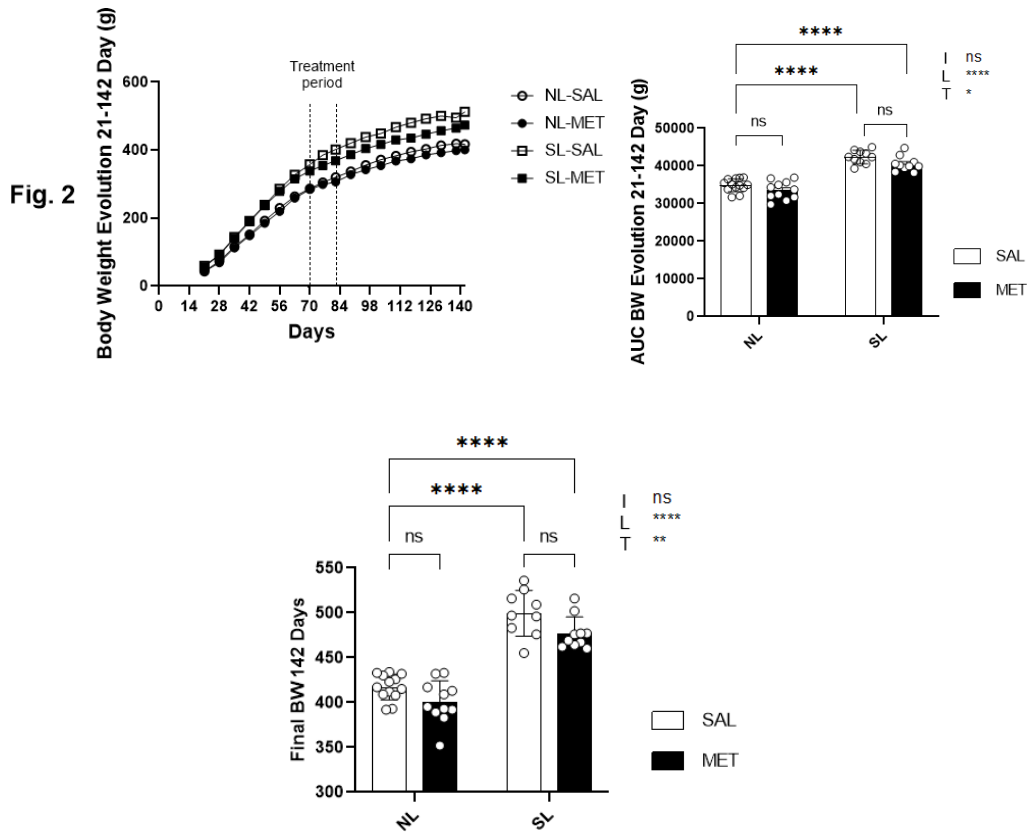 Fig. 2
Body Weight Evolution 21-142 Day (g)
600
400
200
0
Treatment
period
0 14 28 42 56 70 84 98 112 126 140
Days
NL-SAL
NL-MET
SL-SAL
SL-MET
AUC BW Evolution 21-142 Day (g)
50000
40000
30000
20000
10000
0
****
****
ns
ns
I ns
L ****
T *
NL SL
SAL
MET
Final BW142 Days
550
500
450
400
350
300
****
****
ns
ns
I ns
L ****
T **
NL SL
SAL
MET